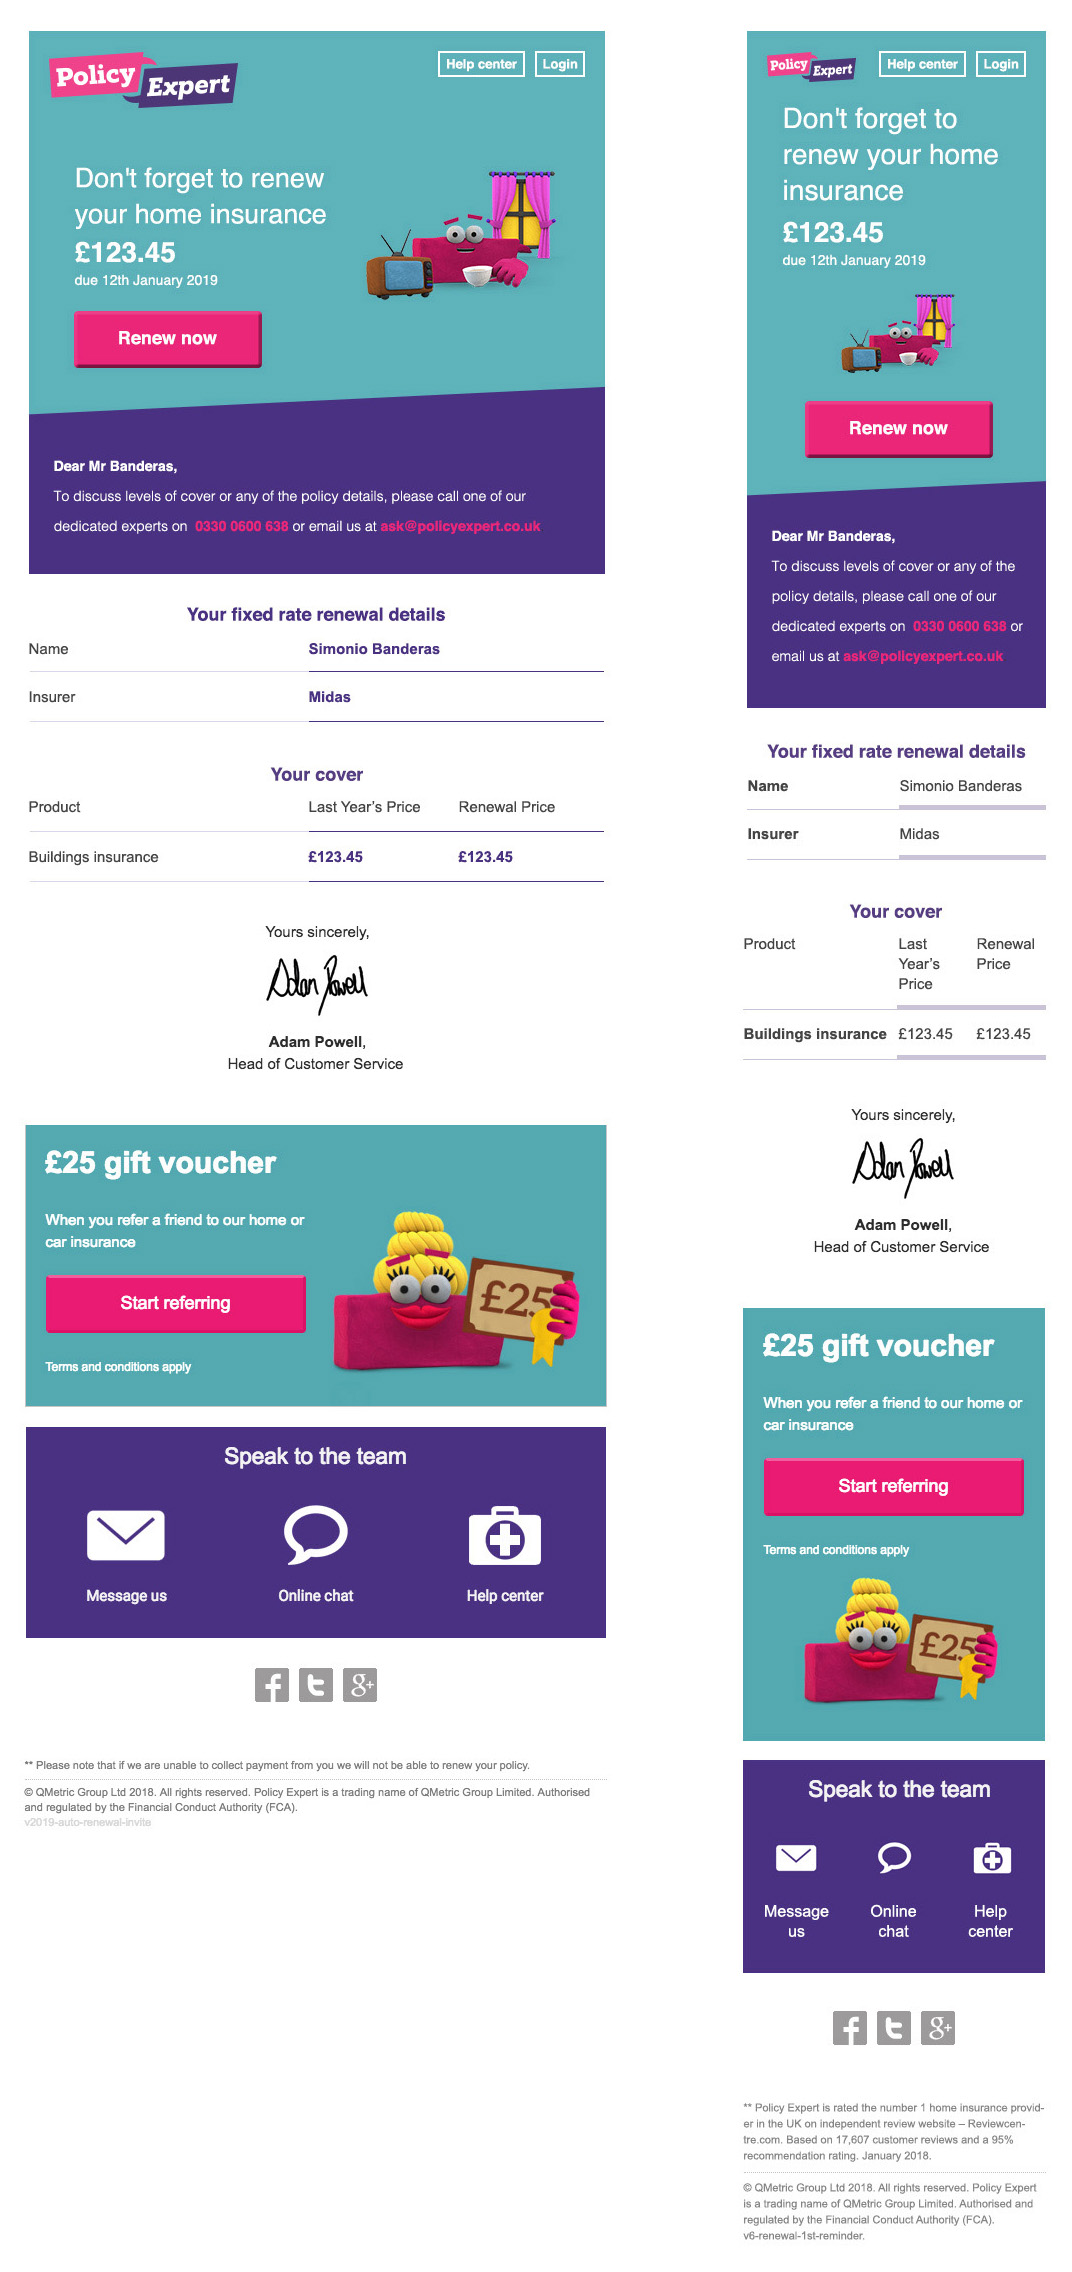 Policy
Expert
Help center
Login
Don't forget to renew
your home insurance
£123.45
due 12th January 2019
Renew now
Dear Mr Banderas,
To discuss levels of cover or any of the policy details, please call one of our
dedicated experts on 0330 0600 638 or email us at ask@policyexpert.co.uk
Your fixed rate renewal details
Name Simonio Banderas
Insurer Midas
Your cover
Product Last Year’s Price Renewal Price
Buildings insurance £123.45 £123.45
Yours sincerely,
Adam Powell
Adam Powell,
Head of Customer Service
£25 gift voucher
When you refer a friend to our home or
car insurance
£25
Start referring
Terms and conditions apply
Speak to the team
Message us
Online chat
Help center
** Please note that if we are unable to collect payment from you we will not be able to renew your policy.
© QMetric Group Ltd 2018. All rights reserved. Policy Expert is a trading name of QMetric Group Limited. Authorised
and regulated by the Financial Conduct Authority (FCA).
v2019-auto-renewal-invite
Policy
Expert
Help center
Login
Don't forget to
renew your home
insurance
£123.45
due 12th January 2019
Renew now
Dear Mr Banderas,
To discuss levels of cover or any of the
policy details, please call one of our
dedicated experts on 0330 0600 638 or
email us at ask@policyexpert.co.uk
Your fixed rate renewal details
Name Simonio Banderas
Insurer Midas
Your cover
Product Last Renewal
Year’s Price
Price
Buildings insurance £123.45 £123.45
Yours sincerely,
Adam Powell
Adam Powell,
Head of Customer Service
£25 gift voucher
When you refer a friend to our home or
car insurance
Start referring
Terms and conditions apply
£25
Speak to the team
Message Online Help
us chat center
** Policy Expert is rated the number 1 home insurance provid-
er in the UK on independent review website – Reviewcen-
tre.com. Based on 17,607 customer reviews and a 95%
recommendation rating. January 2018.
© QMetric Group Ltd 2018. All rights reserved. Policy Expert
is a trading name of QMetric Group Limited. Authorised and
regulated by the Financial Conduct Authority (FCA).
v6-renewal-1st-reminder.